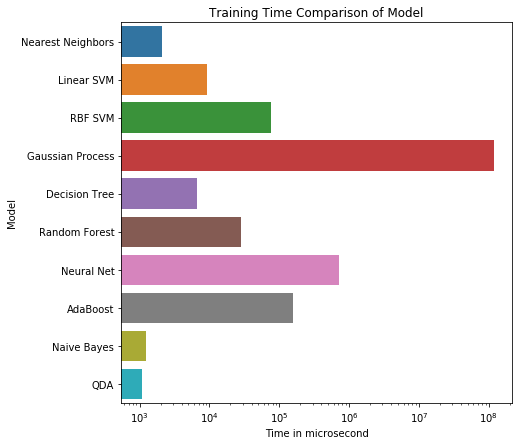 Training Time Comparison of Model
Nearest Neighbors
Linear SVM
RBF SVM
Gaussian Process
Decision Tree
Random Forest
Neural Net
AdaBoost
Naive Bayes
QDA
Model
10³ 10⁴ 10⁵ 10⁶ 10⁷ 10⁸
Time in microsecond